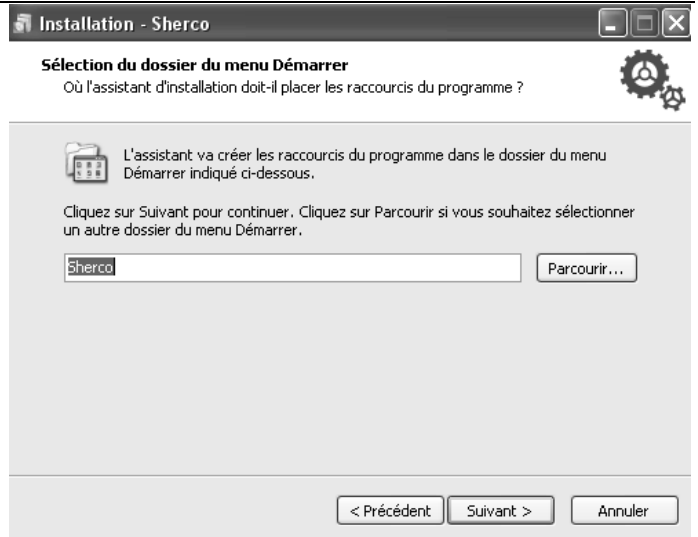 Installation - Sherco
Sélection du dossier du menu Démarrer
Où l'assistant d'installation doit-il placer les raccourcis du programme ?
L'assistant va créer les raccourcis du programme dans le dossier du menu
Démarrer indiqué ci-dessous.
Cliquez sur Suivant pour continuer. Cliquez sur Parcourir si vous souhaitez sélectionner
un autre dossier du menu Démarrer.
Sherco
Parcourir...
< Précédent
Suivant >
Annuler